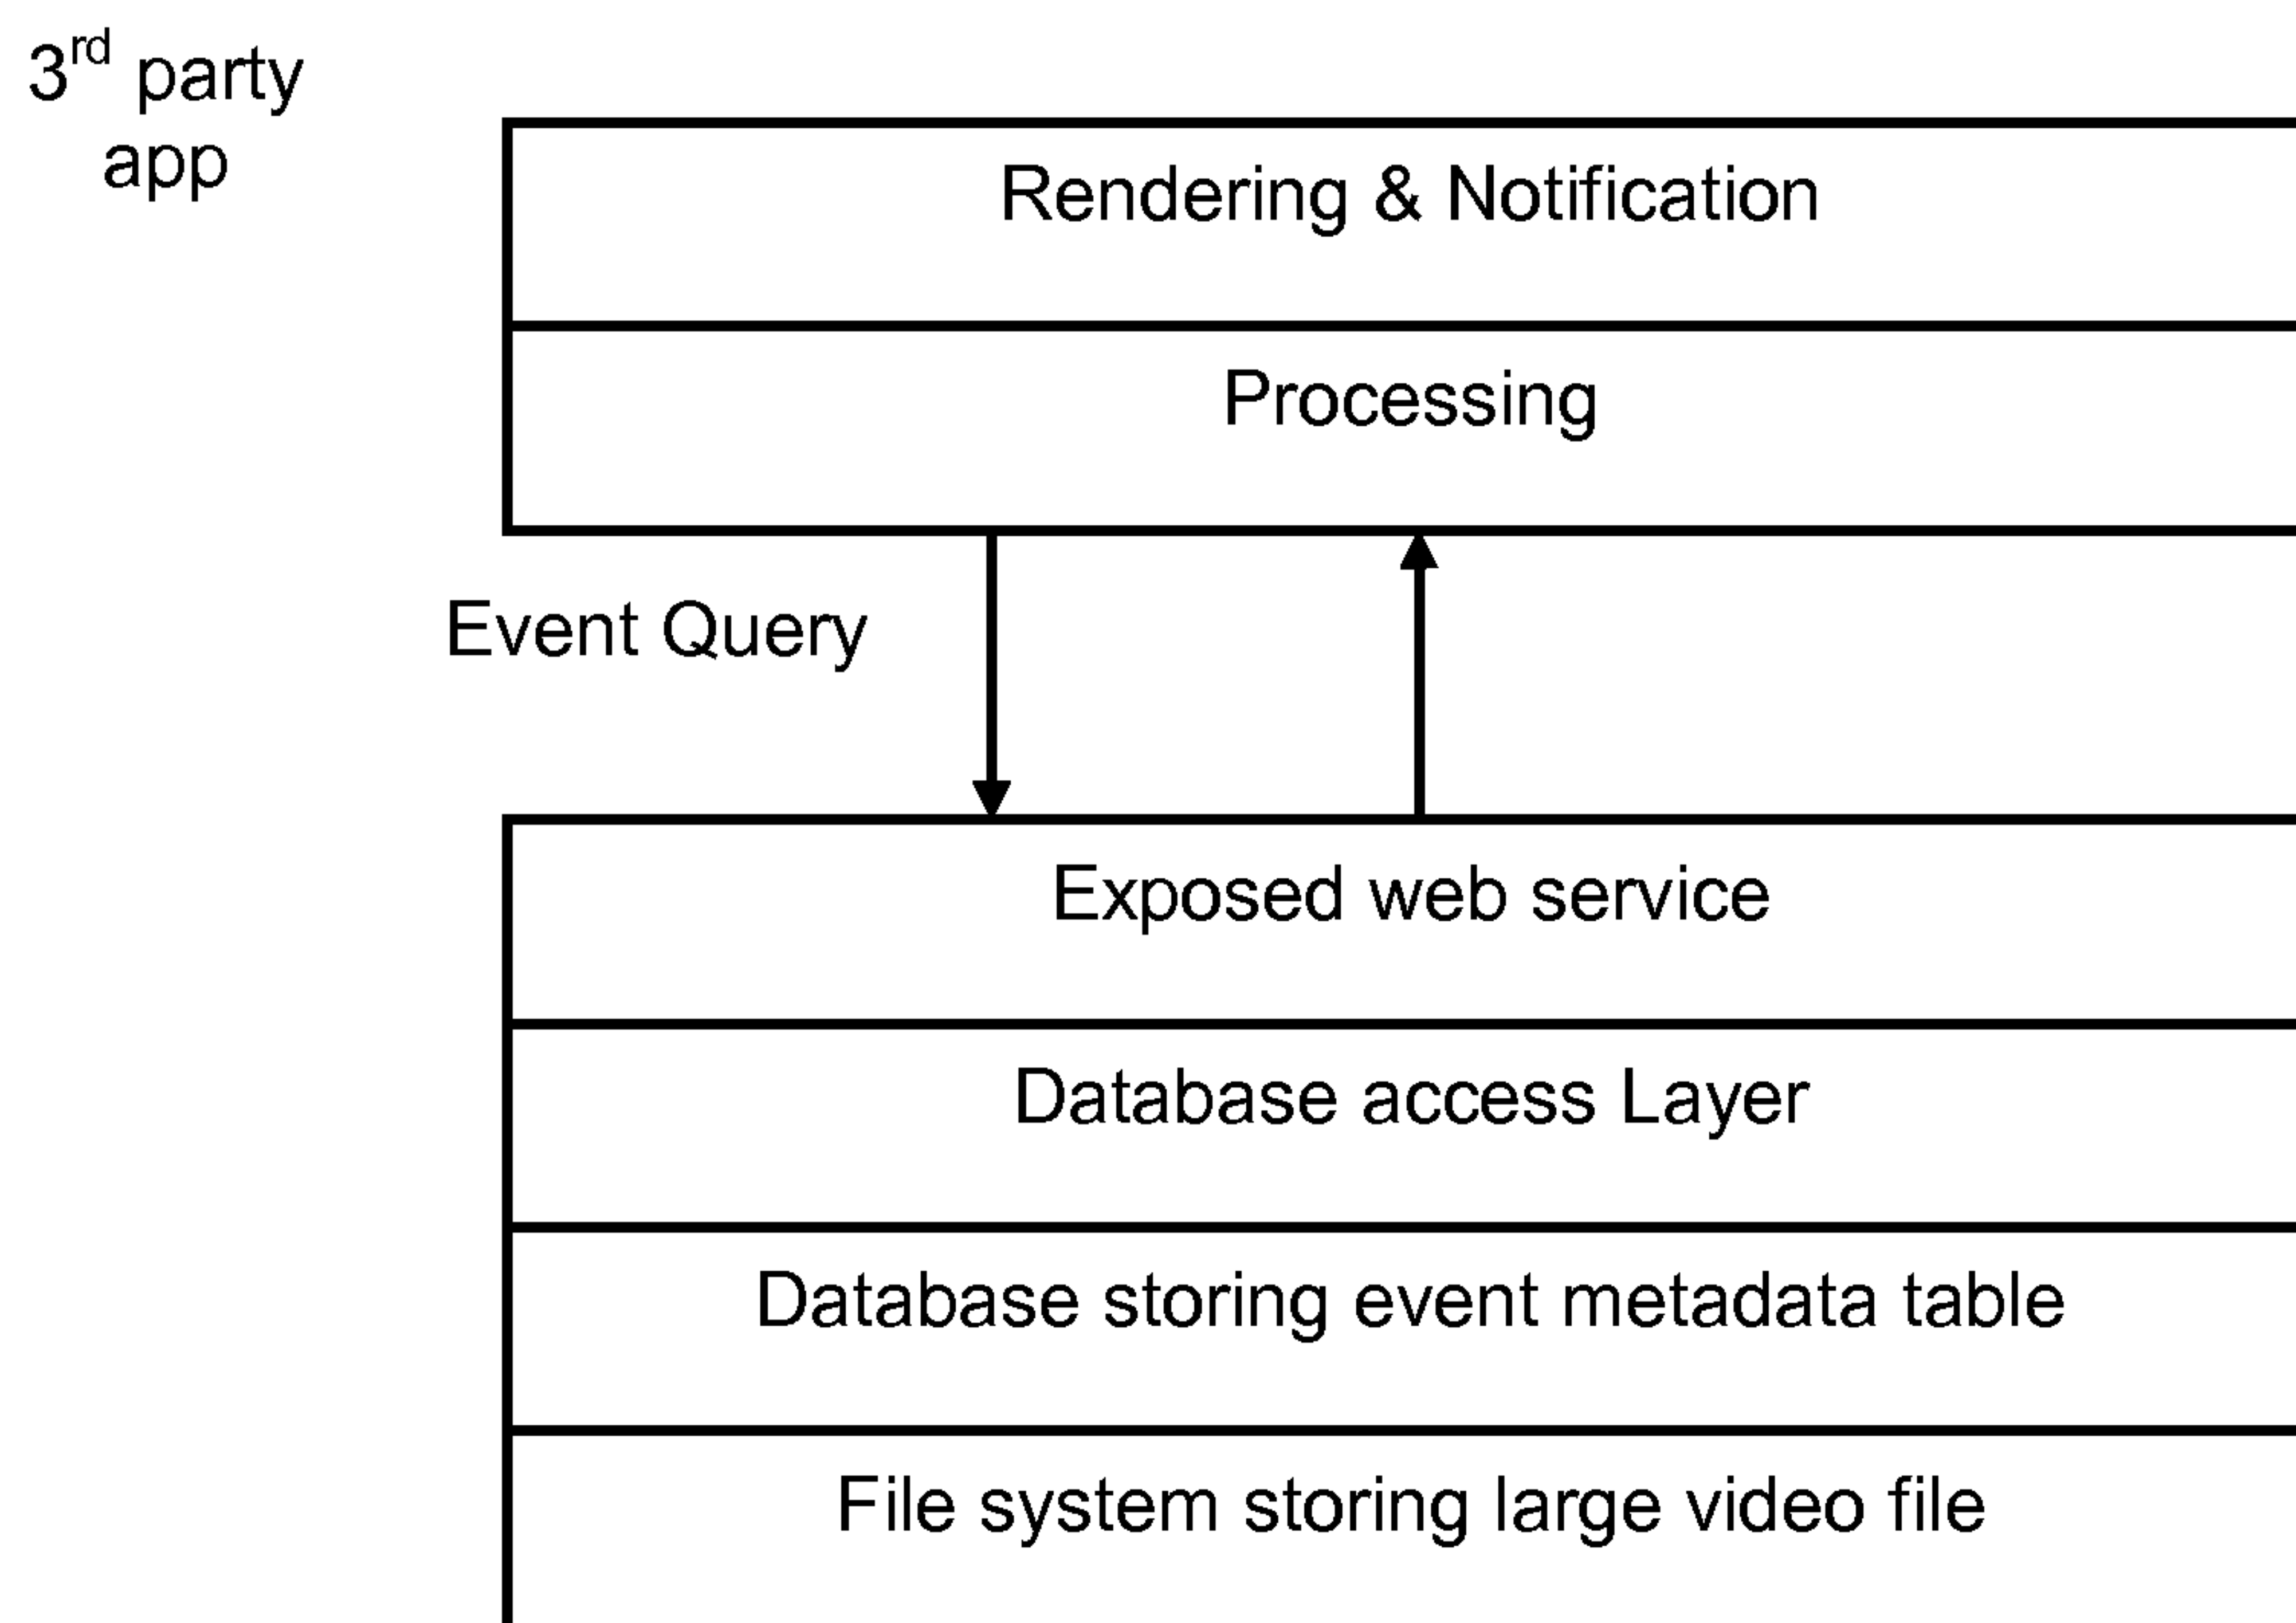 3rd party
app
Rendering & Notification
Processing
Event Query
Exposed web service
Database access Layer
Database storing event metadata table
File system storing large video file